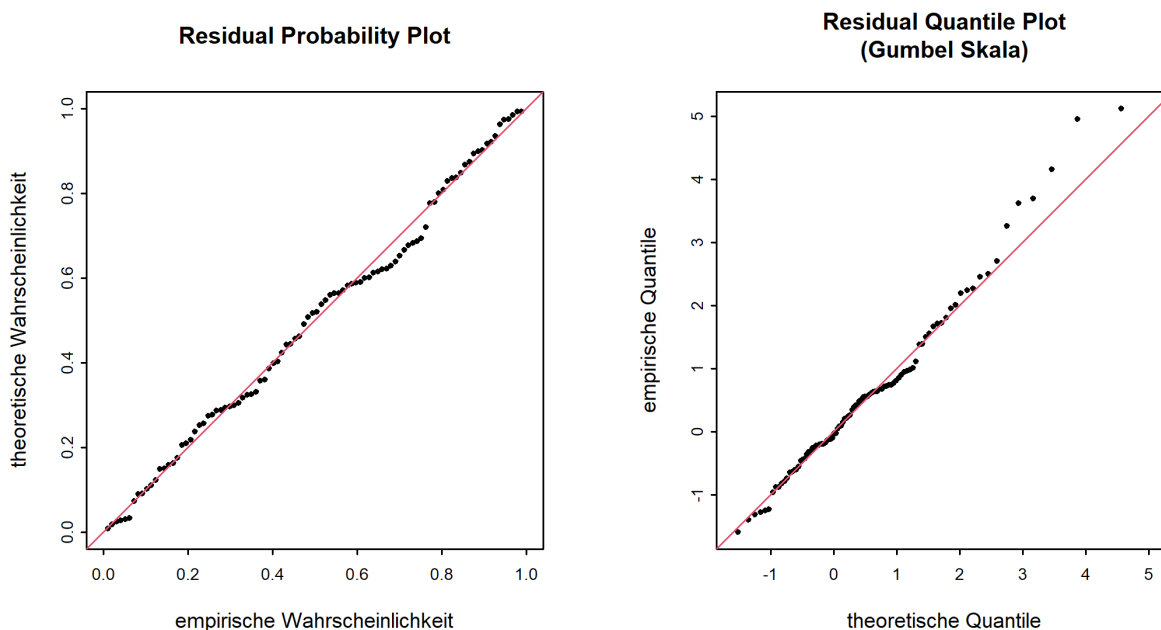 Residual Probability Plot
theoretische Wahrscheinlichkeit
1.0
0.8
0.6
0.4
0.2
0.0
0.0 0.2 0.4 0.6 0.8 1.0
empirische Wahrscheinlichkeit
Residual Quantile Plot
(Gumbel Skala)
empirische Quantile
5
4
3
2
1
0
-1
-1 0 1 2 3 4 5
theoretische Quantile